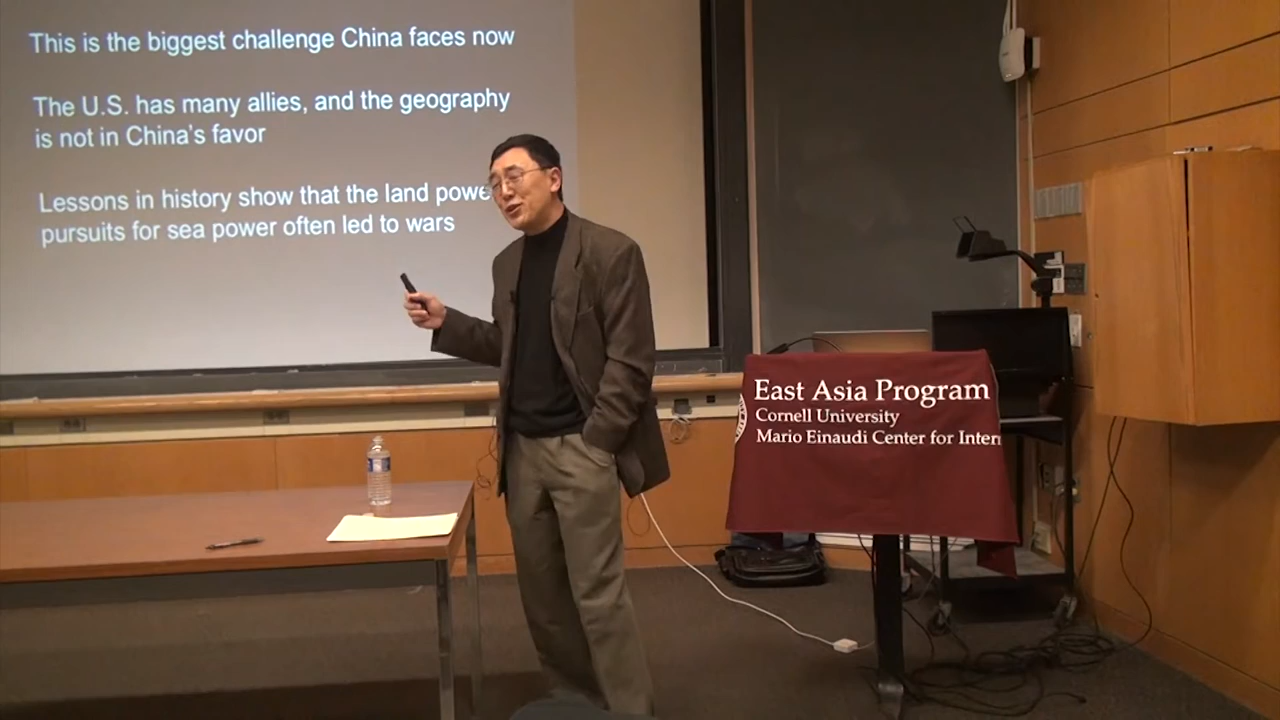 This is the biggest challenge China faces now
The U.S. has many allies, and the geography
is not in China's favor
Lessons in history show that the land powe
pursuits for sea power often led to wars
East Asia Program
Cornell University
Mario Einaudi Center for Intern